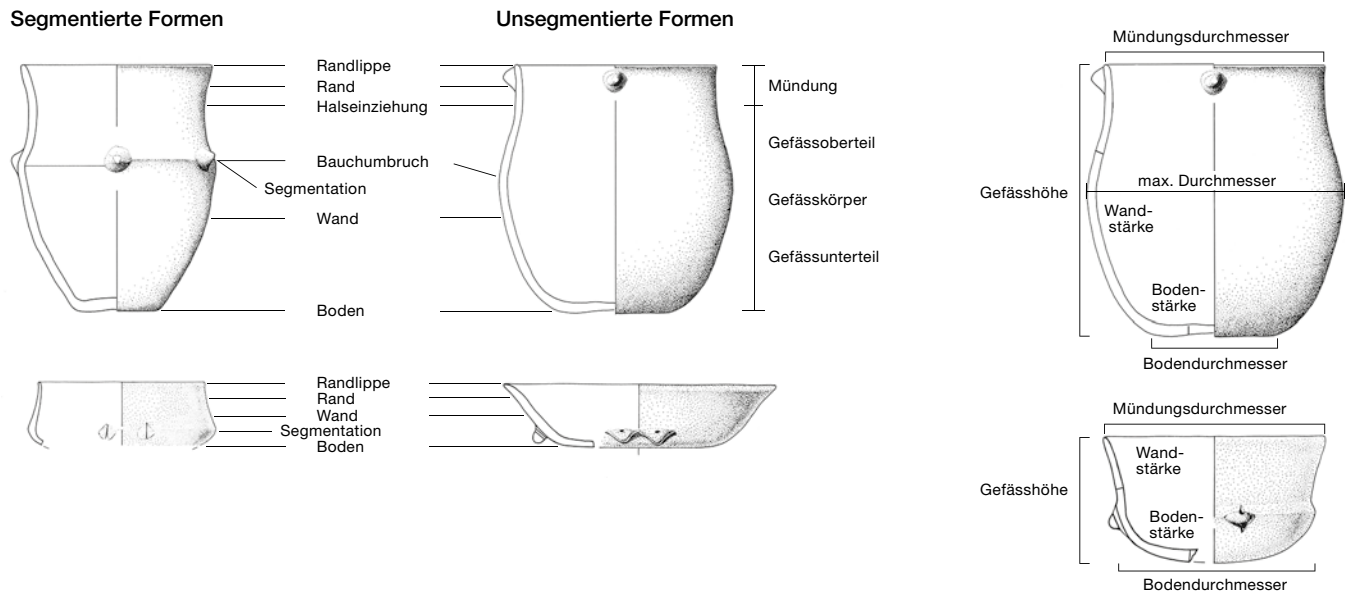 Segmentierte Formen
Unsegmentierte Formen
Randlippe
Rand
Halseinziehung
Bauchumbruch
Segmentation
Wand
Boden
Mündung
Gefässoberteil
Gefässkörper
Gefässunterteil
Randlippe
Rand
Wand
Segmentation
Boden
Mündungsdurchmesser
Gefässhöhe
max. Durchmesser
Wand-
stärke
Boden-
stärke
Bodendurchmesser
Mündungsdurchmesser
Gefässhöhe
Wand-
stärke
Boden-
stärke
Bodendurchmesser